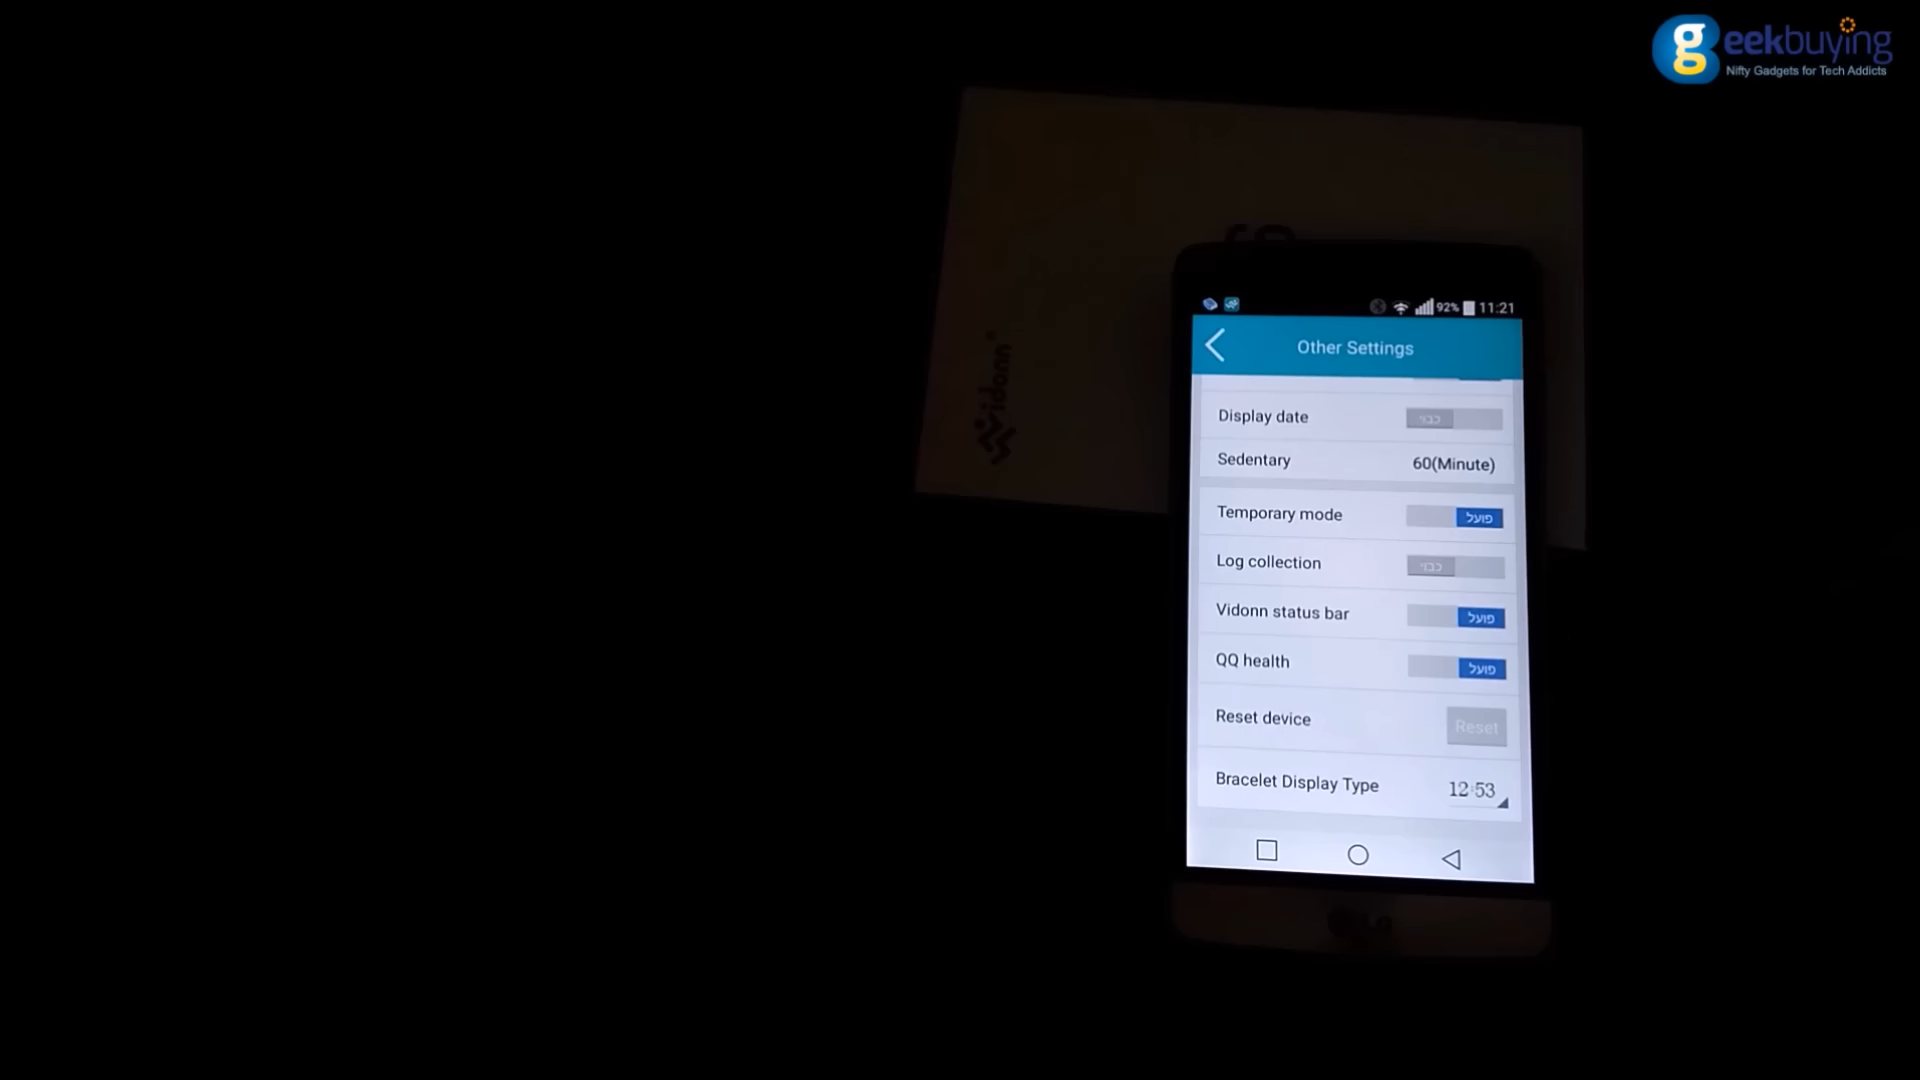 geekbuying
Nifty Gadgets for Tech Addicts
Vidonn®
92% 11:21
Other Settings
Display date כבוי
Sedentary 60(Minute)
Temporary mode פועל
Log collection כבוי
Vidonn status bar פועל
QQ health פועל
Reset device Reset
Bracelet Display Type 12:53
LG